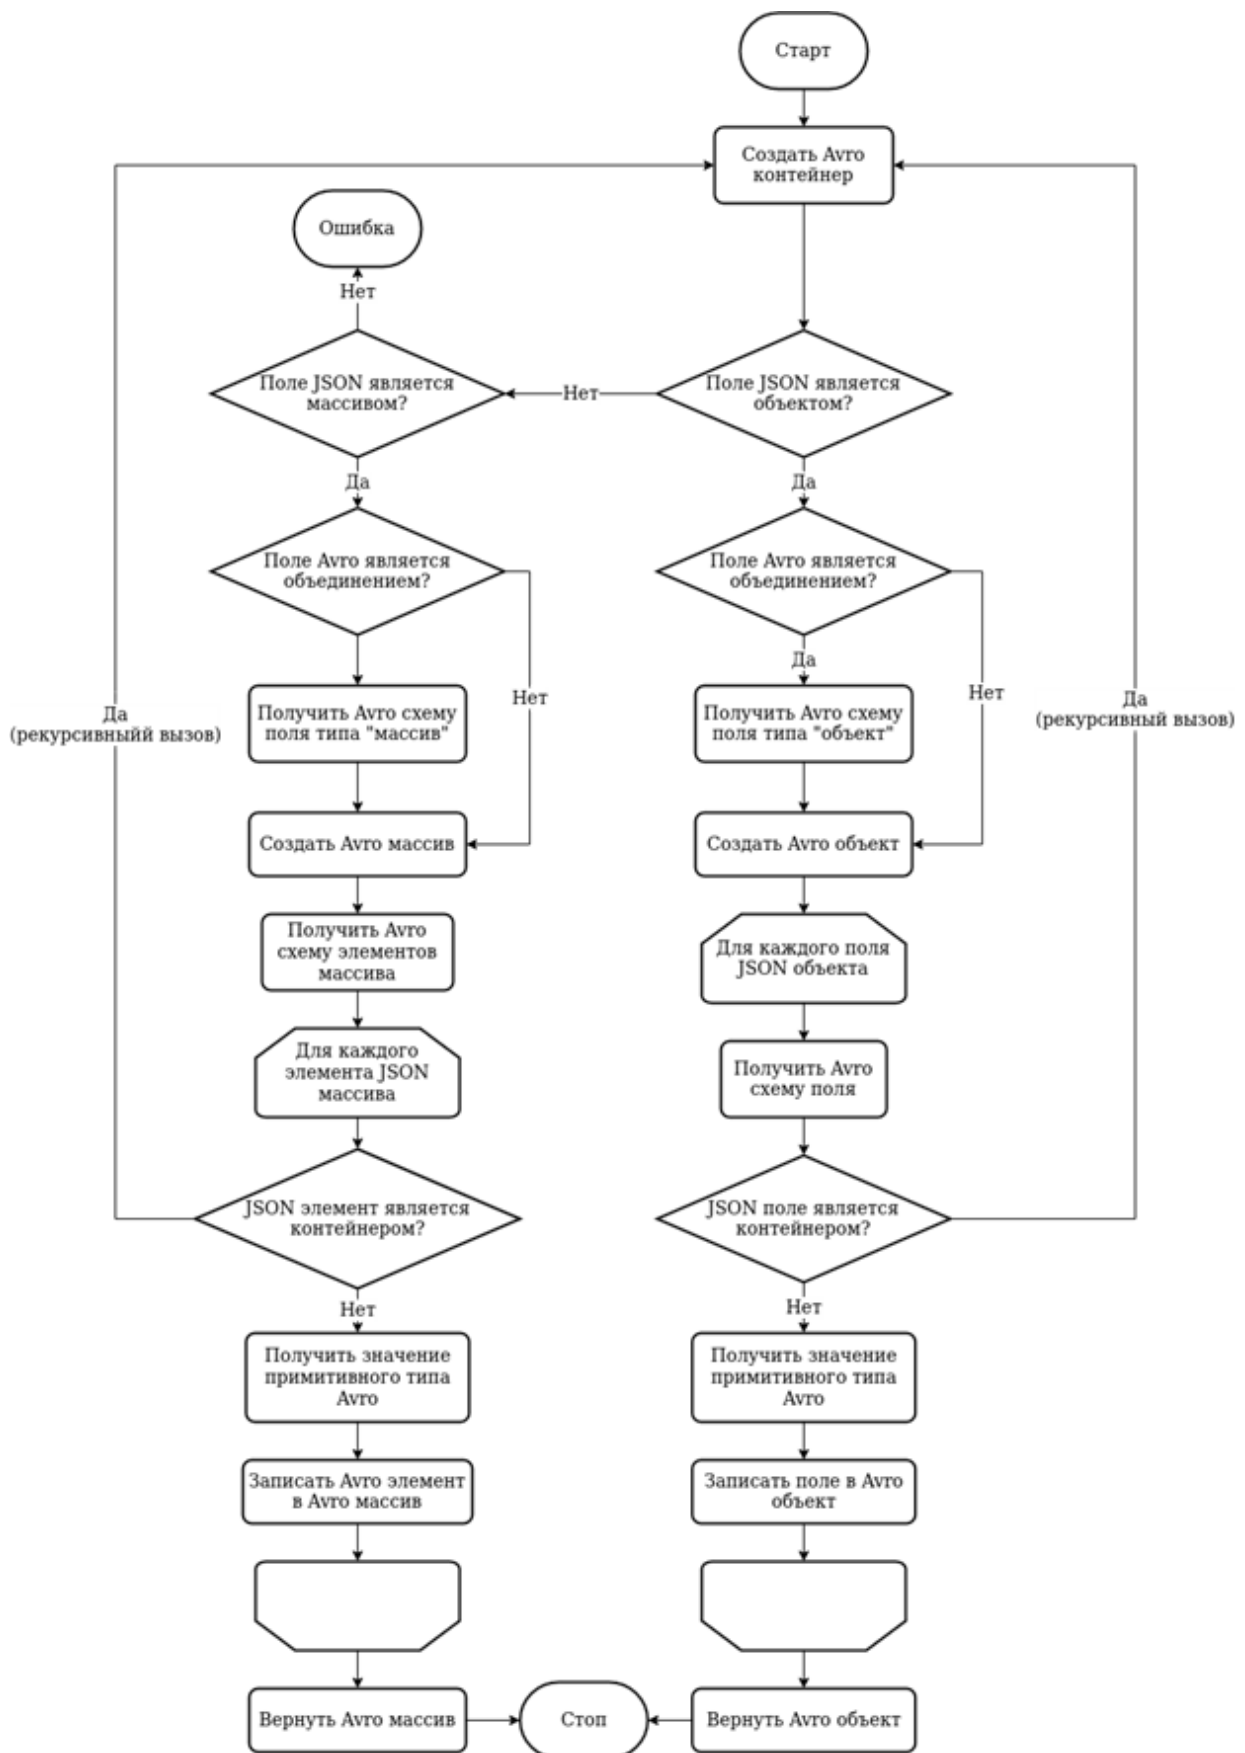 Старт
Создать Avro
контейнер
Ошибка
Нет
Поле JSON является
массивом?
Нет
Поле JSON является
объектом?
Да
Да
Поле Avro является
объединением?
Поле Avro является
объединением?
Да
Получить Avro схему
поля типа "массив"
Нет
Получить Avro схему
поля типа "объект"
Нет
Да
(рекурсивныйй вызов)
Да
(рекурсивный вызов)
Создать Avro массив
Создать Avro объект
Получить Avro
схему элементов
массива
Для каждого поля
JSON объекта
Для каждого
элемента JSON
массива
Получить Avro
схему поля
JSON элемент является
контейнером?
JSON поле является
контейнером?
Нет
Нет
Получить значение
примитивного типа
Avro
Получить значение
примитивного типа
Avro
Записать Avro элемент
в Avro массив
Записать поле в Avro
объект
Вернуть Avro массив
Стоп
Вернуть Avro объект